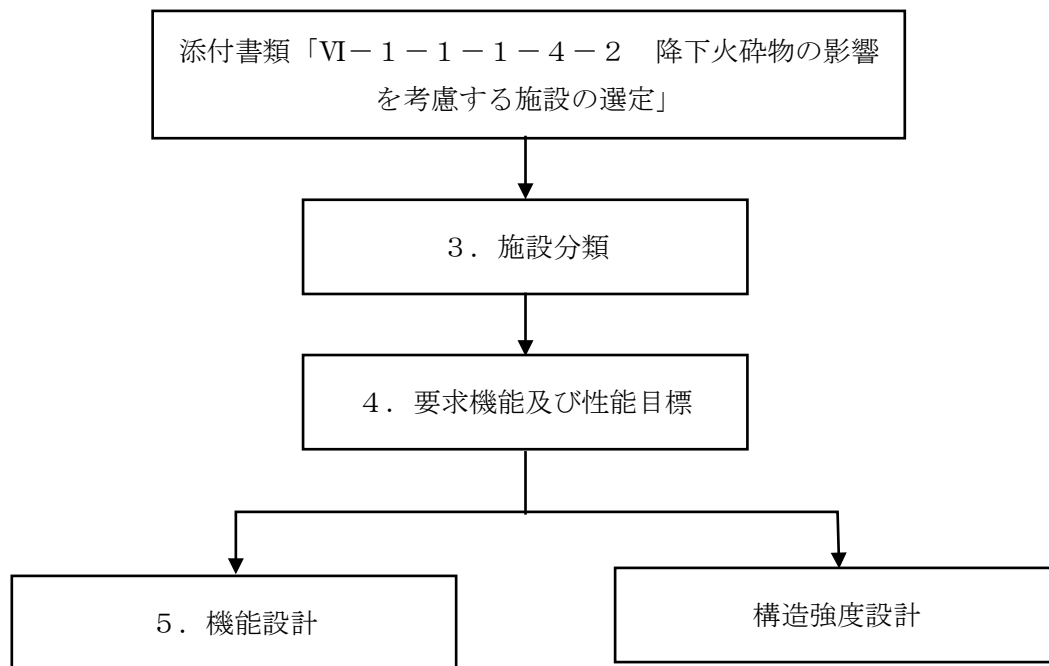 添付書類「Ⅵ－１－１－１－４－２　降下火砕物の影響
を考慮する施設の選定」
３．施設分類
４．要求機能及び性能目標
５．機能設計
構造強度設計